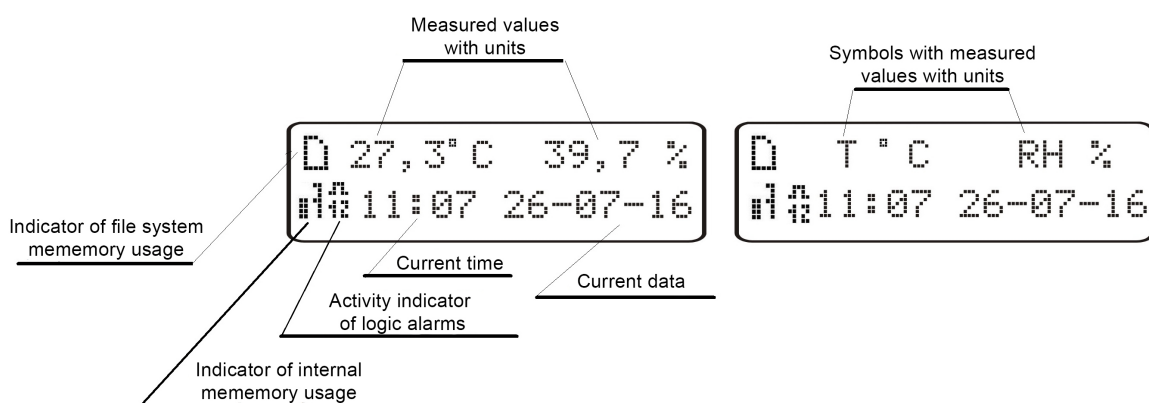 Measured values
with units
Symbols with measured
values with units
27,3°C 39,7 %
11:07 26-07-16
T °C RH %
11:07 26-07-16
Indicator of file system
mememory usage
Current time
Current data
Activity indicator
of logic alarms
Indicator of internal
mememory usage